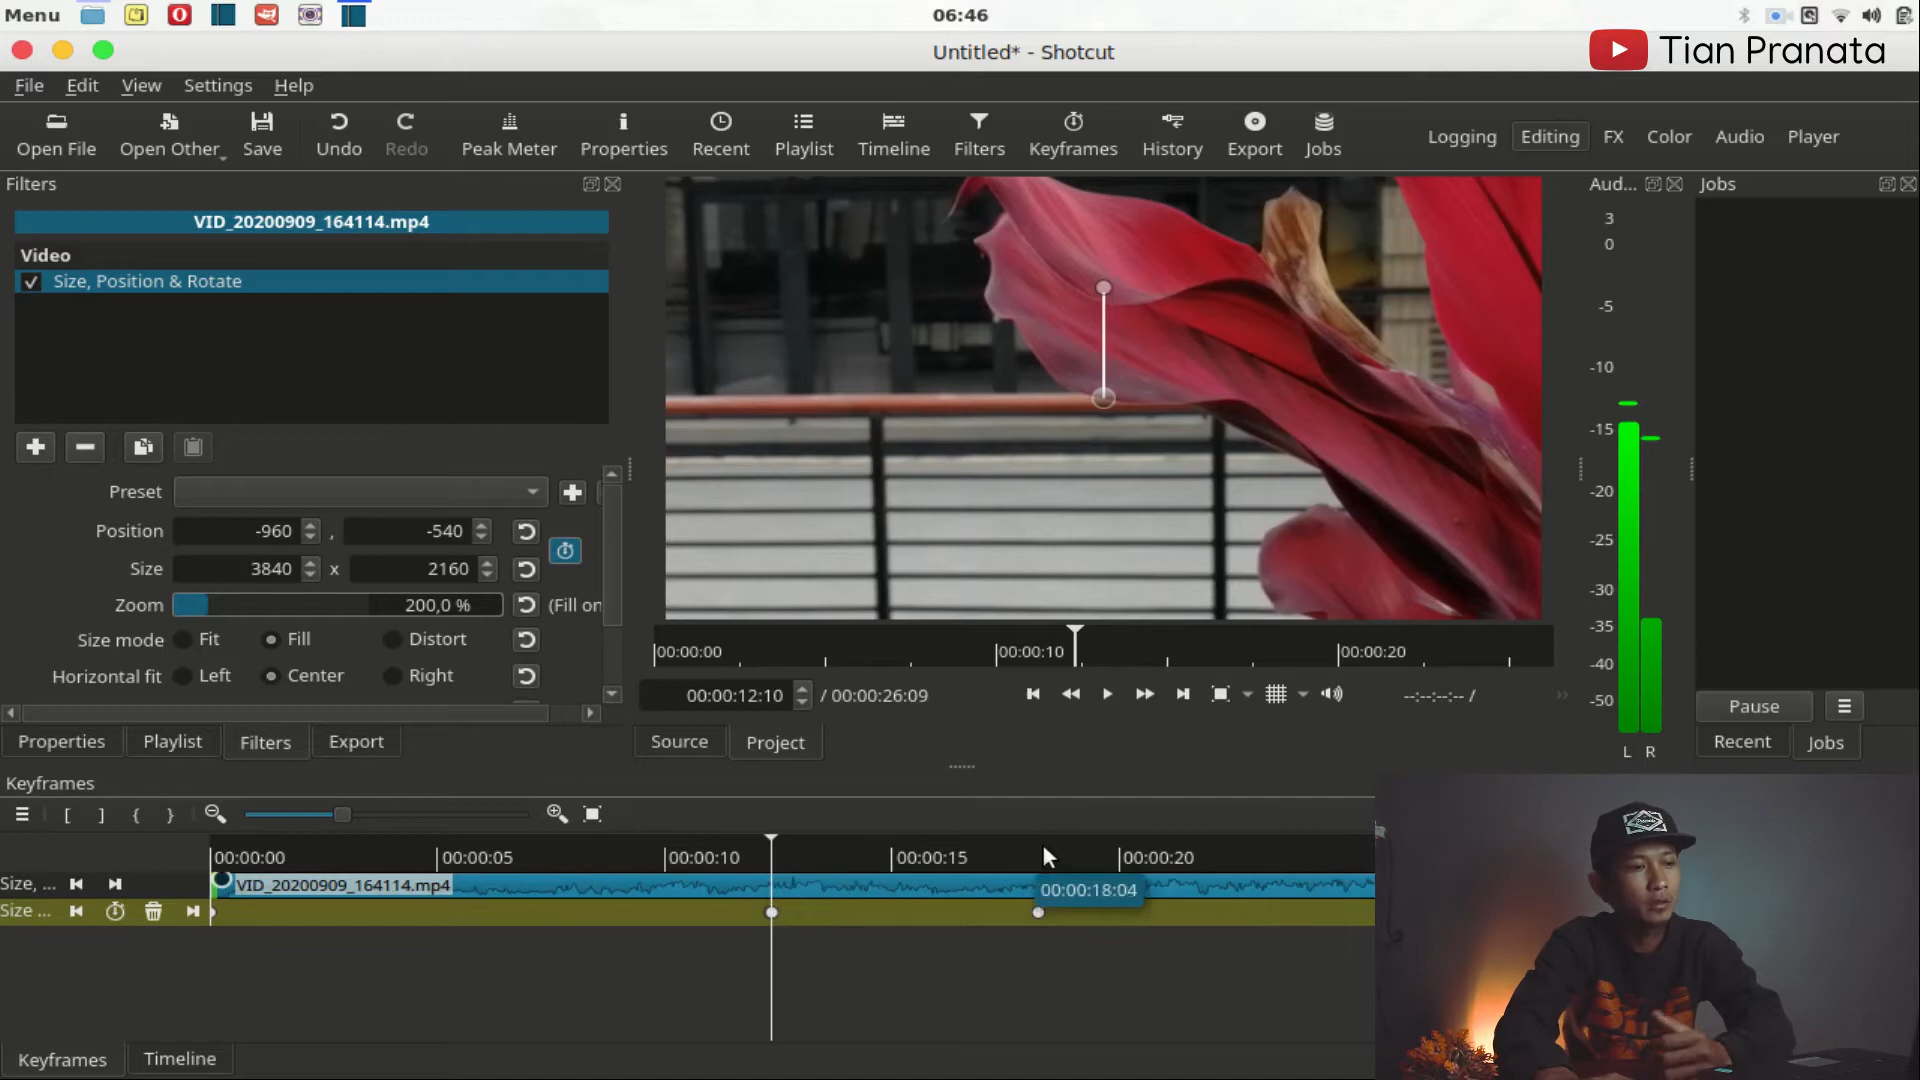 Menu
06:46
Untitled* - Shotcut
Tian Pranata
File Edit View Settings Help
Open File Open Other Save Undo Redo Peak Meter Properties Recent Playlist Timeline Filters Keyframes History Export Jobs
Logging Editing FX Color Audio Player
Filters
Aud...
Jobs
VID_20200909_164114.mp4
Video
Size, Position & Rotate
Preset
Position -960 , -540
Size 3840 x 2160
Zoom 200,0 % (Fill on
Size mode Fit Fill Distort
Horizontal fit Left Center Right
Properties Playlist Filters Export
00:00:00 00:00:10 00:00:20
00:00:12:10 / 00:00:26:09
--:--:--:-- /
Source Project
3
0
-5
-10
-15
-20
-25
-30
-35
-40
-50
L R
Pause
Recent Jobs
Keyframes
[ ] { }
00:00:00 00:00:05 00:00:10 00:00:15 00:00:20
Size, ...
VID_20200909_164114.mp4
00:00:18:04
Size ...
Keyframes Timeline